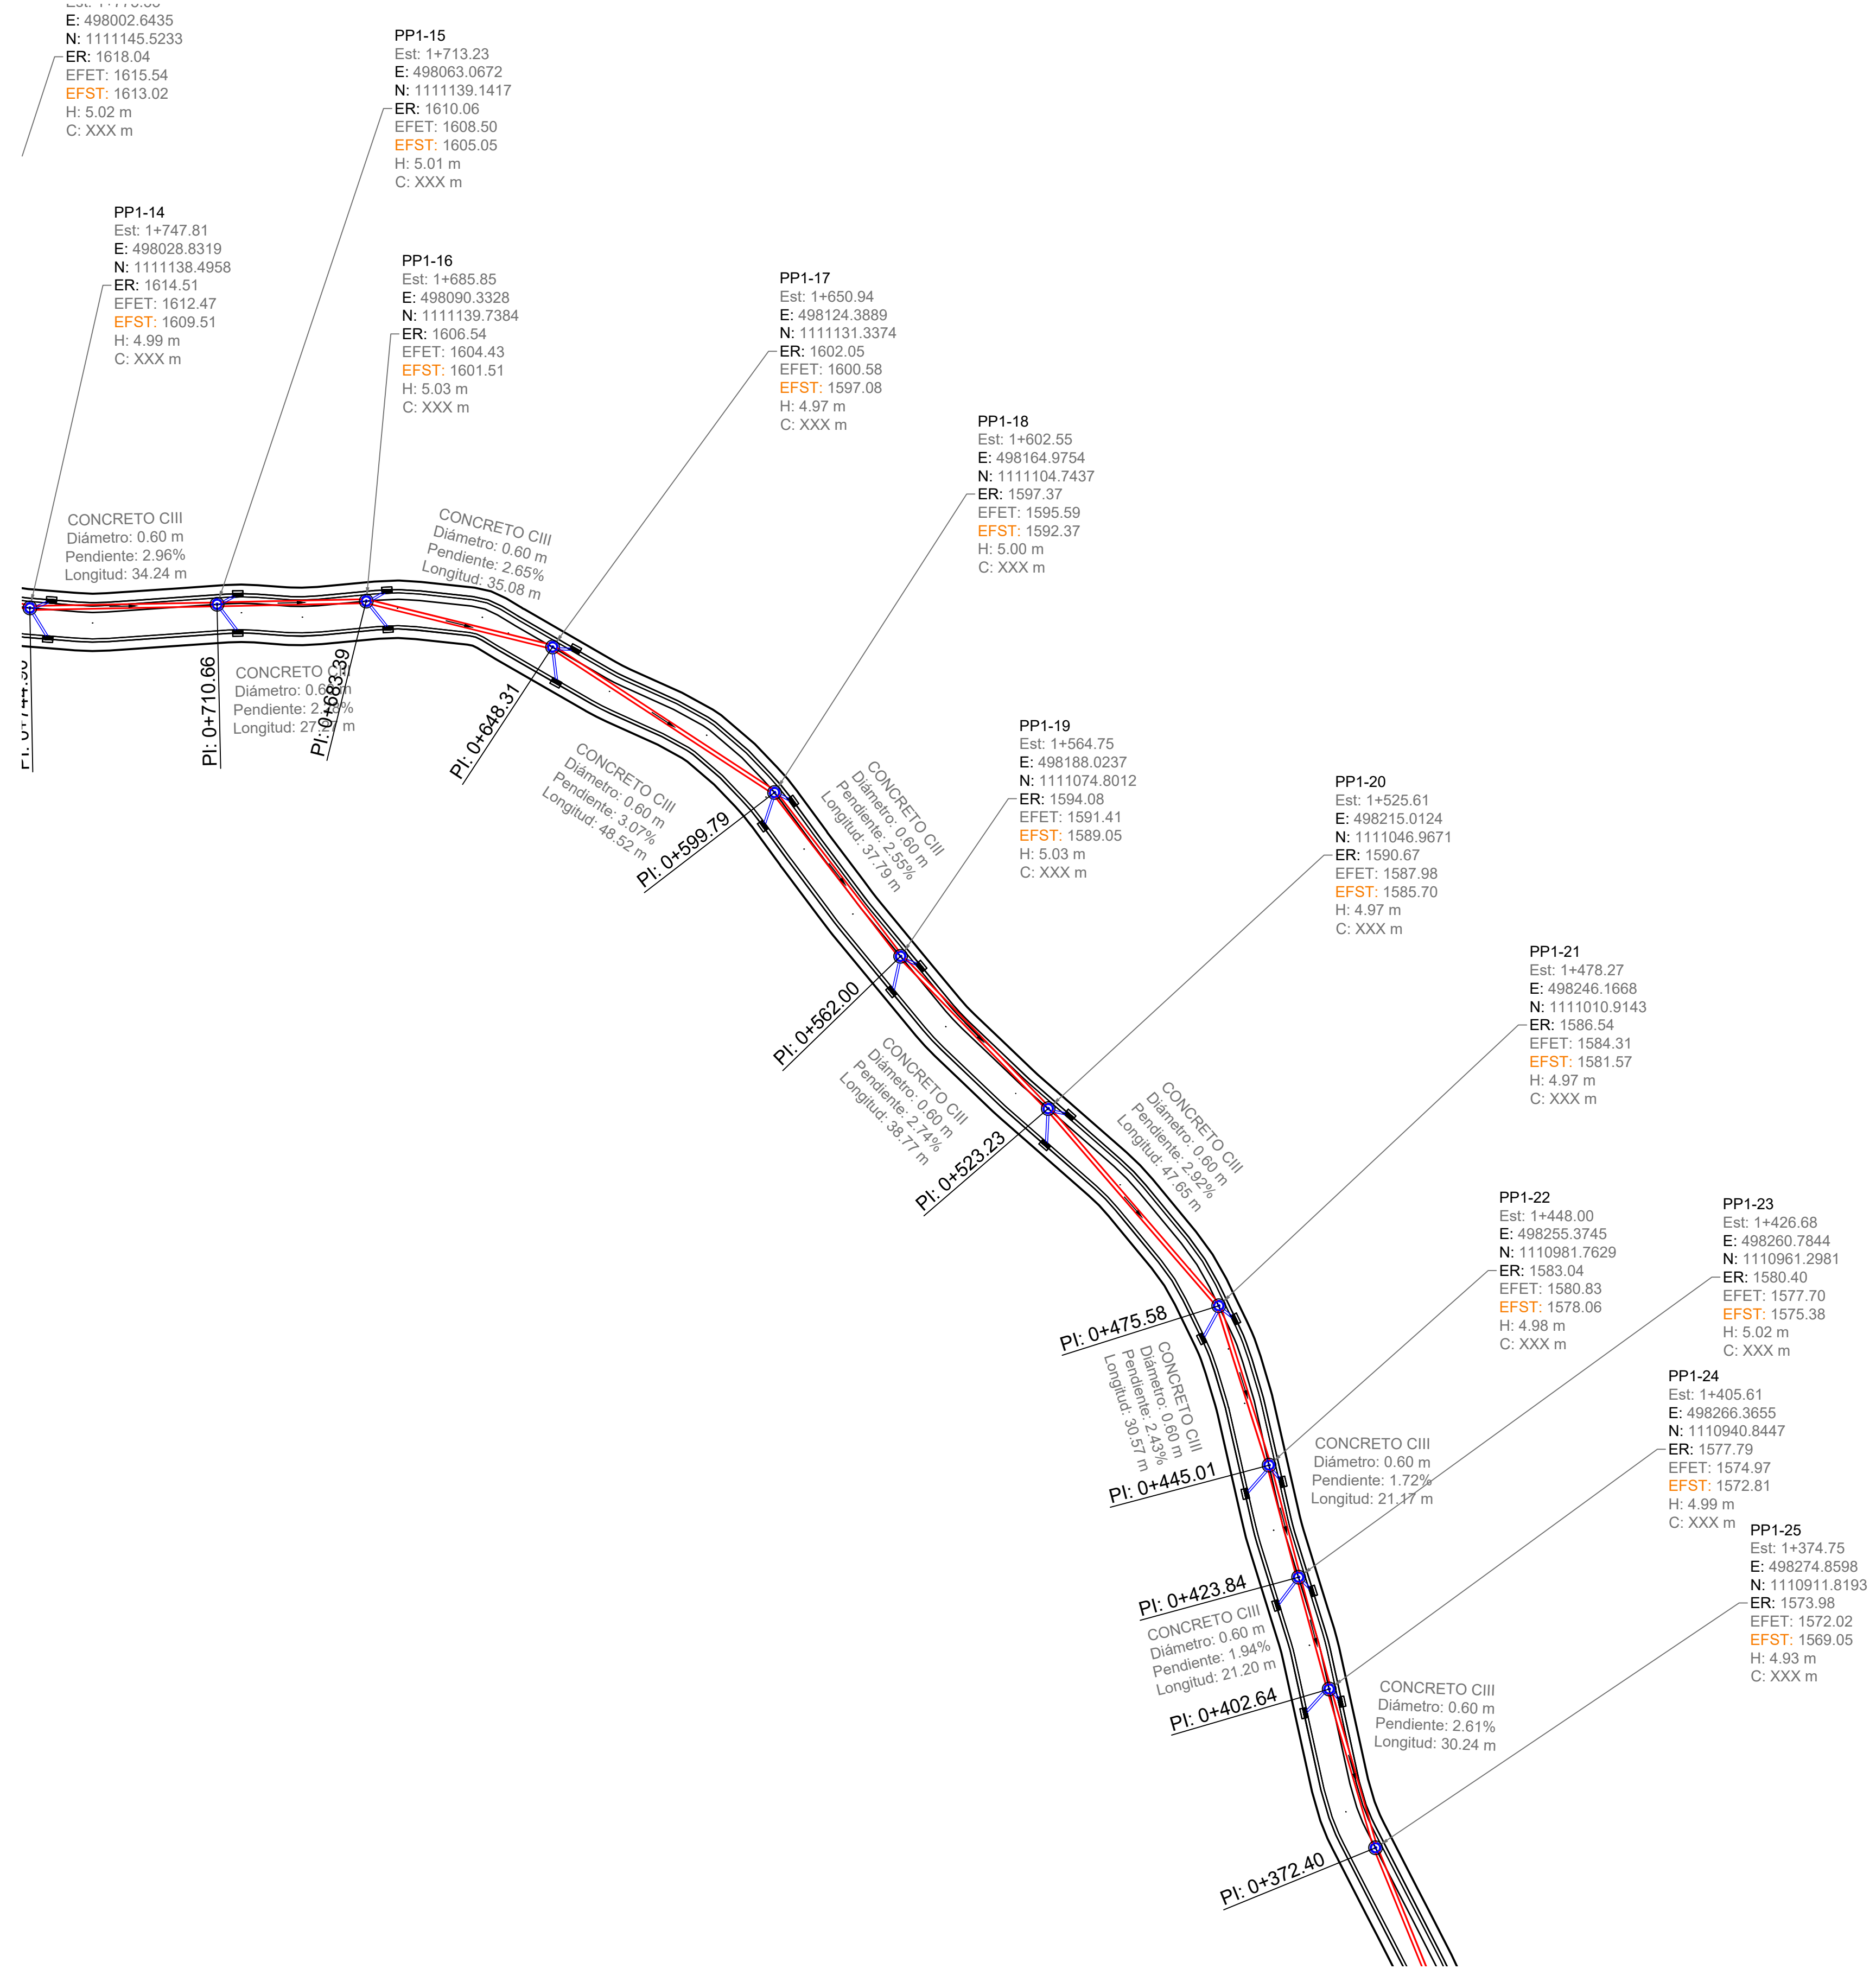 E: 498002.6435
N: 1111145.5233
ER: 1618.04
EFET: 1615.54
EFST: 1613.02
H: 5.02 m
C: XXX m
PP1-15
Est: 1+713.23
E: 498063.0672
N: 1111139.1417
ER: 1610.06
EFET: 1608.50
EFST: 1605.05
H: 5.01 m
C: XXX m
PP1-14
Est: 1+747.81
E: 498028.8319
N: 1111138.4958
ER: 1614.51
EFET: 1612.47
EFST: 1609.51
H: 4.99 m
C: XXX m
PP1-16
Est: 1+685.85
E: 498090.3328
N: 1111139.7384
ER: 1606.54
EFET: 1604.43
EFST: 1601.51
H: 5.03 m
C: XXX m
PP1-17
Est: 1+650.94
E: 498124.3889
N: 1111131.3374
ER: 1602.05
EFET: 1600.58
EFST: 1597.08
H: 4.97 m
C: XXX m
PP1-18
Est: 1+602.55
E: 498164.9754
N: 1111104.7437
ER: 1597.37
EFET: 1595.59
EFST: 1592.37
H: 5.00 m
C: XXX m
CONCRETO CIII
Diámetro: 0.60 m
Pendiente: 2.96%
Longitud: 34.24 m
CONCRETO CIII
Diámetro: 0.60 m
Pendiente: 2.65%
Longitud: 35.08 m
PI: 0+710.66
CONCRETO CIII
Diámetro: 0.60 m
Pendiente:
Longitud: 27.27 m
PI: 0+683.39
PI: 0+648.31
CONCRETO CIII
Diámetro: 0.60 m
Pendiente: 3.07%
Longitud: 48.52 m
PI: 0+599.79
CONCRETO CIII
Diámetro: 0.60 m
Pendiente: 2.55%
Longitud: 37.79 m
PP1-19
Est: 1+564.75
E: 498188.0237
N: 1111074.8012
ER: 1594.08
EFET: 1591.41
EFST: 1589.05
H: 5.03 m
C: XXX m
PP1-20
Est: 1+525.61
E: 498215.0124
N: 1111046.9671
ER: 1590.67
EFET: 1587.98
EFST: 1585.70
H: 4.97 m
C: XXX m
PP1-21
Est: 1+478.27
E: 498246.1668
N: 1111010.9143
ER: 1586.54
EFET: 1584.31
EFST: 1581.57
H: 4.97 m
C: XXX m
PI: 0+562.00
CONCRETO CIII
Diámetro: 0.60 m
Pendiente: 2.74%
Longitud: 38.77 m
PI: 0+523.23
CONCRETO CIII
Diámetro: 0.60 m
Pendiente: 2.92%
Longitud: 47.65 m
PP1-22
Est: 1+448.00
E: 498255.3745
N: 1110981.7629
ER: 1583.04
EFET: 1580.83
EFST: 1578.06
H: 4.98 m
C: XXX m
PP1-23
Est: 1+426.68
E: 498260.7844
N: 1110961.2981
ER: 1580.40
EFET: 1577.70
EFST: 1575.38
H: 5.02 m
C: XXX m
PI: 0+475.58
CONCRETO CIII
Diámetro: 0.60 m
Pendiente: 2.43%
Longitud: 30.57 m
PI: 0+445.01
CONCRETO CIII
Diámetro: 0.60 m
Pendiente: 1.72%
Longitud: 21.17 m
PP1-24
Est: 1+405.61
E: 498266.3655
N: 1110940.8447
ER: 1577.79
EFET: 1574.97
EFST: 1572.81
H: 4.99 m
C: XXX m
PP1-25
Est: 1+374.75
E: 498274.8598
N: 1110911.8193
ER: 1573.98
EFET: 1572.02
EFST: 1569.05
H: 4.93 m
C: XXX m
PI: 0+423.84
CONCRETO CIII
Diámetro: 0.60 m
Pendiente: 1.94%
Longitud: 21.20 m
PI: 0+402.64
CONCRETO CIII
Diámetro: 0.60 m
Pendiente: 2.61%
Longitud: 30.24 m
PI: 0+372.40